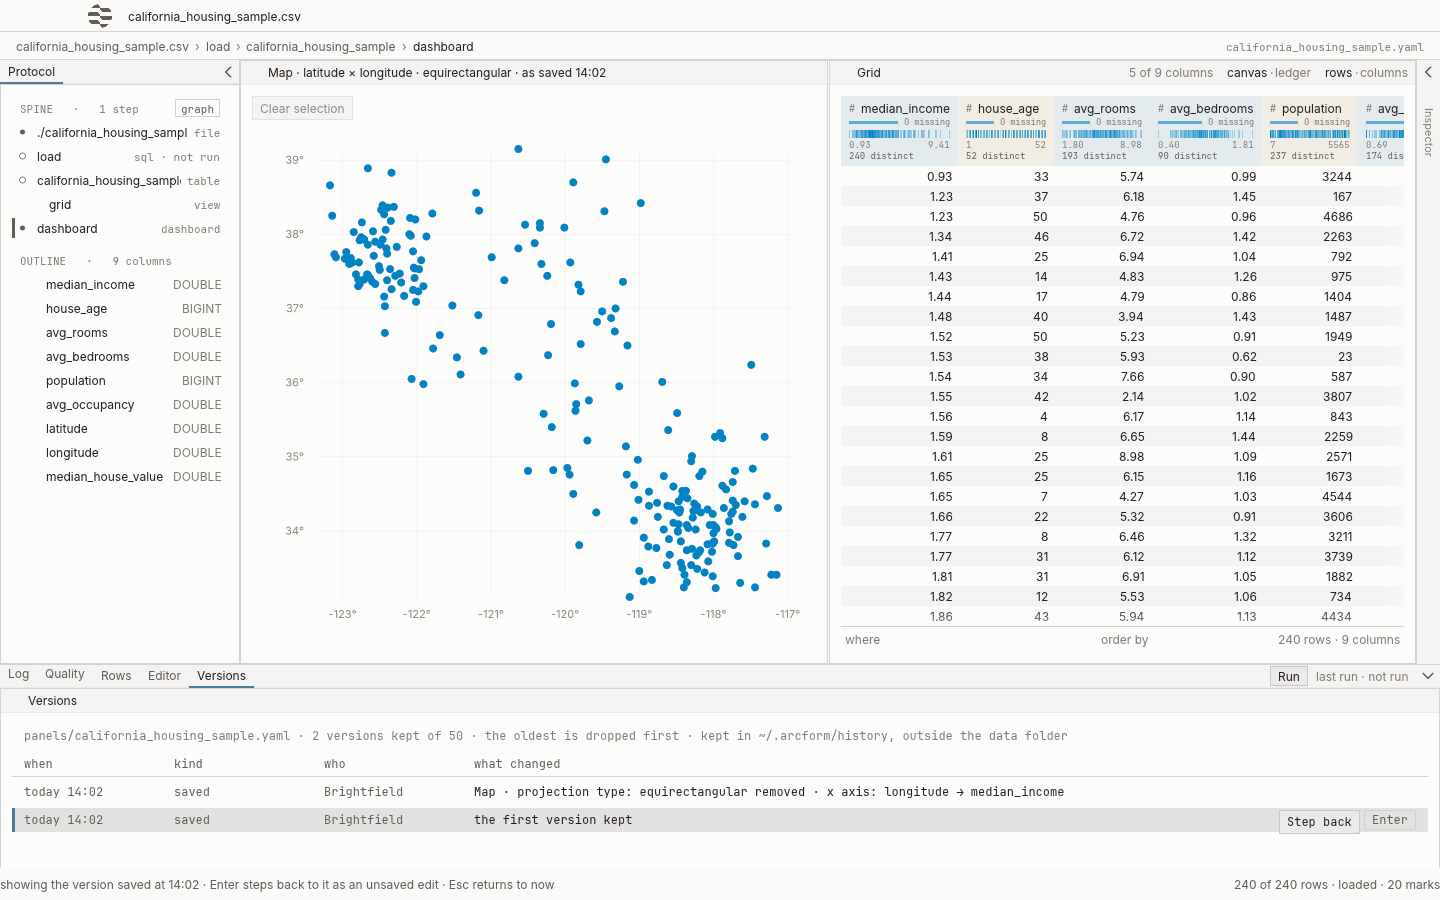 california_housing_sample.csv
california_housing_sample.csv › load › california_housing_sample › dashboard
california_housing_sample.yaml
Protocol
SPINE · 1 step graph
./california_housing_sampl file
load sql · not run
california_housing_sampl table
grid view
dashboard dashboard
OUTLINE · 9 columns
median_income DOUBLE
house_age BIGINT
avg_rooms DOUBLE
avg_bedrooms DOUBLE
population BIGINT
avg_occupancy DOUBLE
latitude DOUBLE
longitude DOUBLE
median_house_value DOUBLE
Map · latitude × longitude · equirectangular · as saved 14:02
Clear selection
39°
38°
37°
36°
35°
34°
-123° -122° -121° -120° -119° -118° -117°
Grid 5 of 9 columns canvas · ledger rows · columns
# median_income # house_age # avg_rooms # avg_bedrooms # population # avg_
0 missing 0 missing 0 missing 0 missing 0 missing
0.93 9.41 1 52 1.80 8.98 0.40 1.81 7 5565 0.69
240 distinct 52 distinct 193 distinct 90 distinct 237 distinct 174 dis
0.93 33 5.74 0.99 3244
1.23 37 6.18 1.45 167
1.23 50 4.76 0.96 4686
1.34 46 6.72 1.42 2263
1.41 25 6.94 1.04 792
1.43 14 4.83 1.26 975
1.44 17 4.79 0.86 1404
1.48 40 3.94 1.43 1487
1.52 50 5.23 0.91 1949
1.53 38 5.93 0.62 23
1.54 34 7.66 0.90 587
1.55 42 2.14 1.02 3807
1.56 4 6.17 1.14 843
1.59 8 6.65 1.44 2259
1.61 25 8.98 1.09 2571
1.65 25 6.15 1.16 1673
1.65 7 4.27 1.03 4544
1.66 22 5.32 0.91 3606
1.77 8 6.46 1.32 3211
1.77 31 6.12 1.12 3739
1.81 31 6.91 1.05 1882
1.82 12 5.53 1.06 734
1.86 43 5.94 1.13 4434
where order by 240 rows · 9 columns
Inspector
Log Quality Rows Editor Versions
Run last run · not run
Versions
panels/california_housing_sample.yaml · 2 versions kept of 50 · the oldest is dropped first · kept in ~/.arcform/history, outside the data folder
when kind who what changed
today 14:02 saved Brightfield Map · projection type: equirectangular removed · x axis: longitude → median_income
today 14:02 saved Brightfield the first version kept Step back Enter
showing the version saved at 14:02 · Enter steps back to it as an unsaved edit · Esc returns to now
240 of 240 rows · loaded · 20 marks